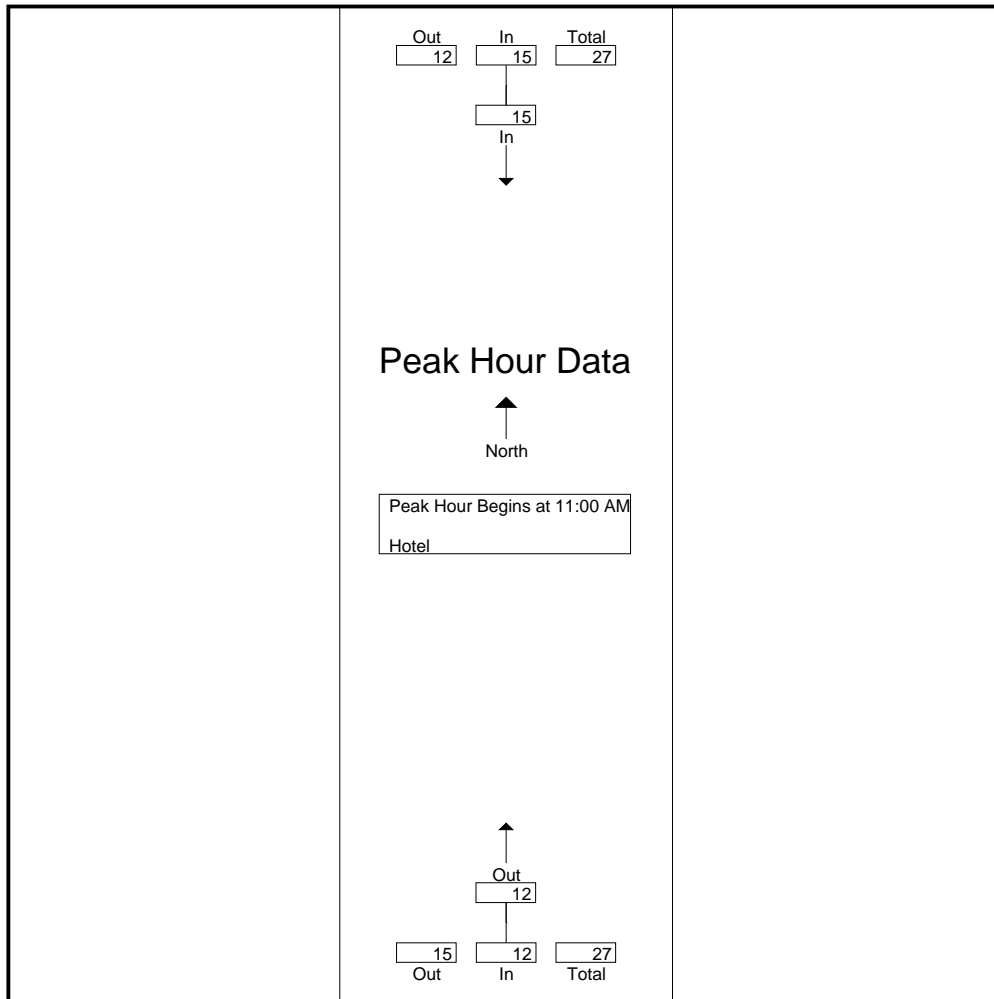 Out In Total
12 15 27
15
In
Peak Hour Data
North
Peak Hour Begins at 11:00 AM
Hotel
Out
12
15 12 27
Out In Total